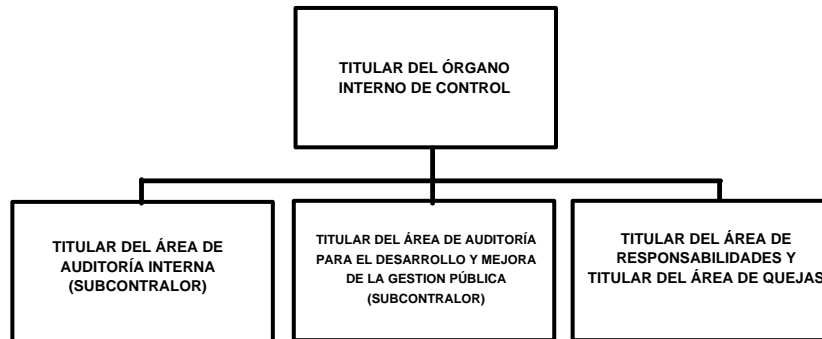 TITULAR DEL ÓRGANO
INTERNO DE CONTROL
TITULAR DEL ÁREA DE
AUDITORÍA INTERNA
(SUBCONTRALOR)
TITULAR DEL ÁREA DE AUDITORÍA
PARA EL DESARROLLO Y MEJORA
DE LA GESTION PÚBLICA
(SUBCONTRALOR)
TITULAR DEL ÁREA DE
RESPONSABILIDADES Y
TITULAR DEL ÁREA DE QUEJAS